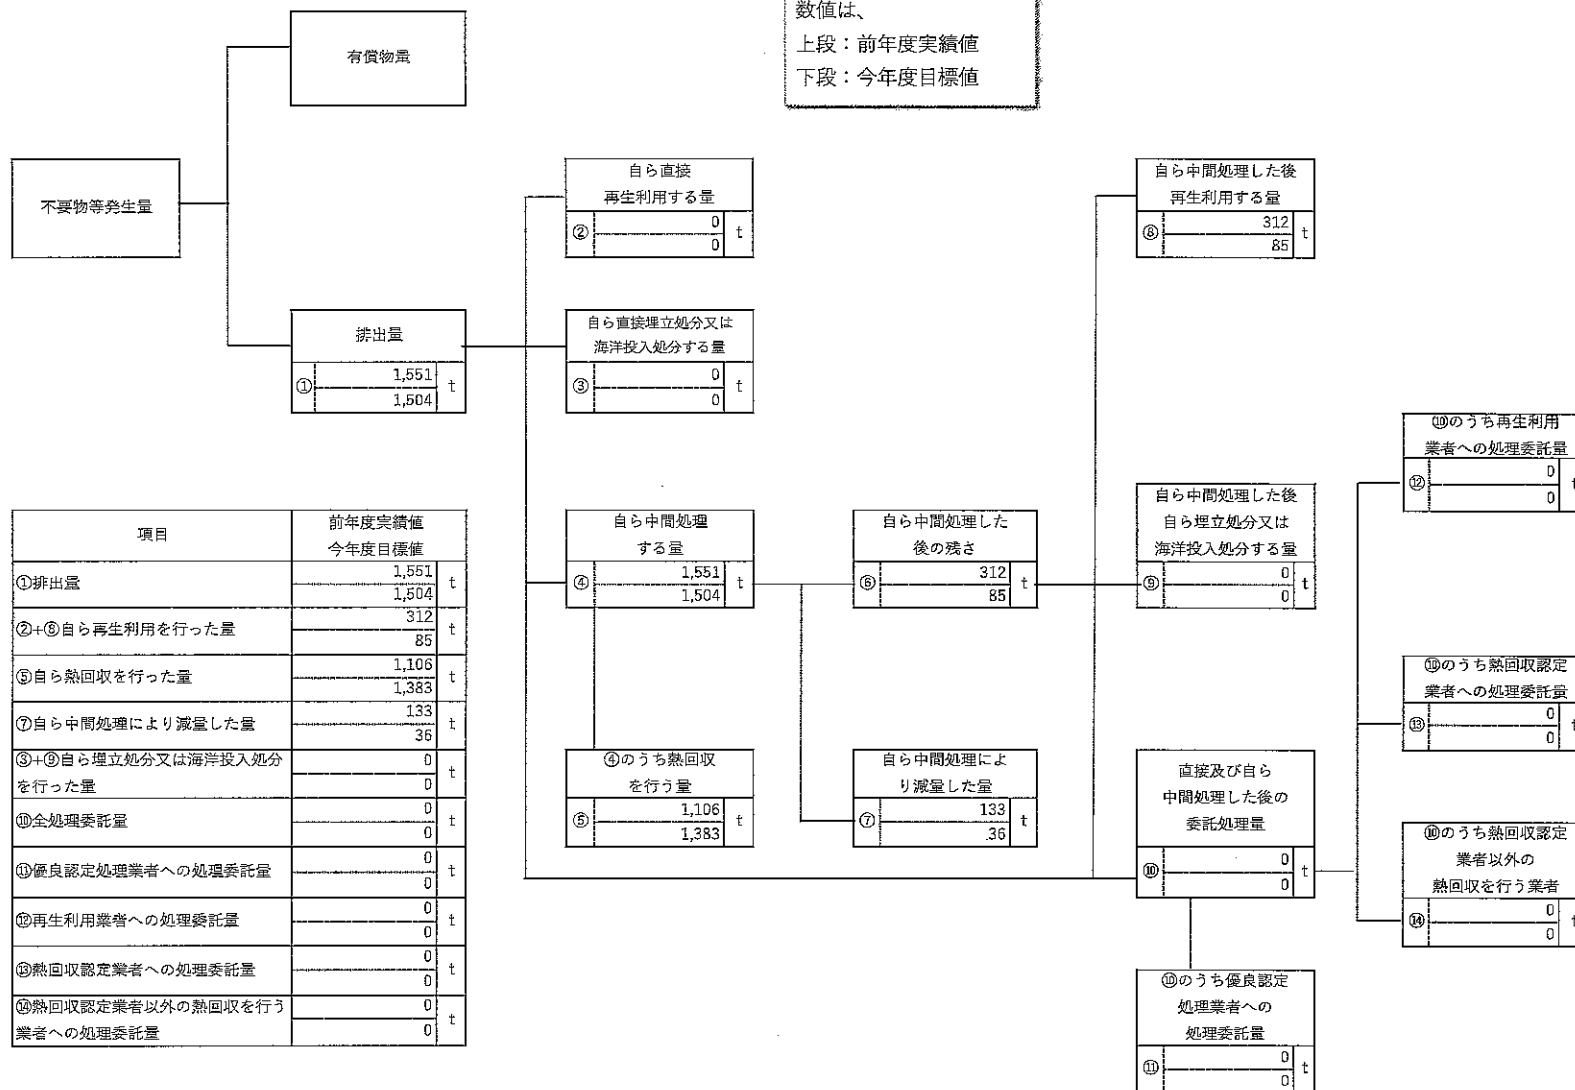 数値は、
上段：前年度実績値
下段：今年度目標値
有償物量
不要物等発生量
排出量
①
1,551
1,504
t
自ら直接
再生利用する量
②
0
0
t
自ら直接埋立処分又は
海洋投入処分する量
③
0
0
t
自ら中間処理
する量
④
1,551
1,504
t
④のうち熱回収
を行う量
⑤
1,106
1,383
t
自ら中間処理した
後の残さ
⑥
312
85
t
自ら中間処理によ
り減量した量
⑦
133
36
t
自ら中間処理した後
再生利用する量
⑧
312
85
t
自ら中間処理した後
自ら埋立処分又は
海洋投入処分する量
⑨
0
0
t
直接及び自ら
中間処理した後の
委託処理量
⑩
0
0
t
⑩のうち優良認定
処理業者への
処理委託量
⑪
0
0
t
⑩のうち再生利用
業者への処理委託量
⑫
0
0
t
⑩のうち熱回収認定
業者への処理委託量
⑬
0
0
t
⑩のうち熱回収認定
業者以外の
熱回収を行う業者
⑭
0
0
t
項目
前年度実績値
今年度目標値
①排出量
1,551
1,504
t
②+⑧自ら再生利用を行った量
312
85
t
⑤自ら熱回収を行った量
1,106
1,383
t
⑦自ら中間処理により減量した量
133
36
t
③+⑨自ら埋立処分又は海洋投入処分
を行った量
0
0
t
⑩全処理委託量
0
0
t
⑪優良認定処理業者への処理委託量
0
0
t
⑫再生利用業者への処理委託量
0
0
t
⑬熱回収認定業者への処理委託量
0
0
t
⑭熱回収認定業者以外の熱回収を行う
業者への処理委託量
0
0
t